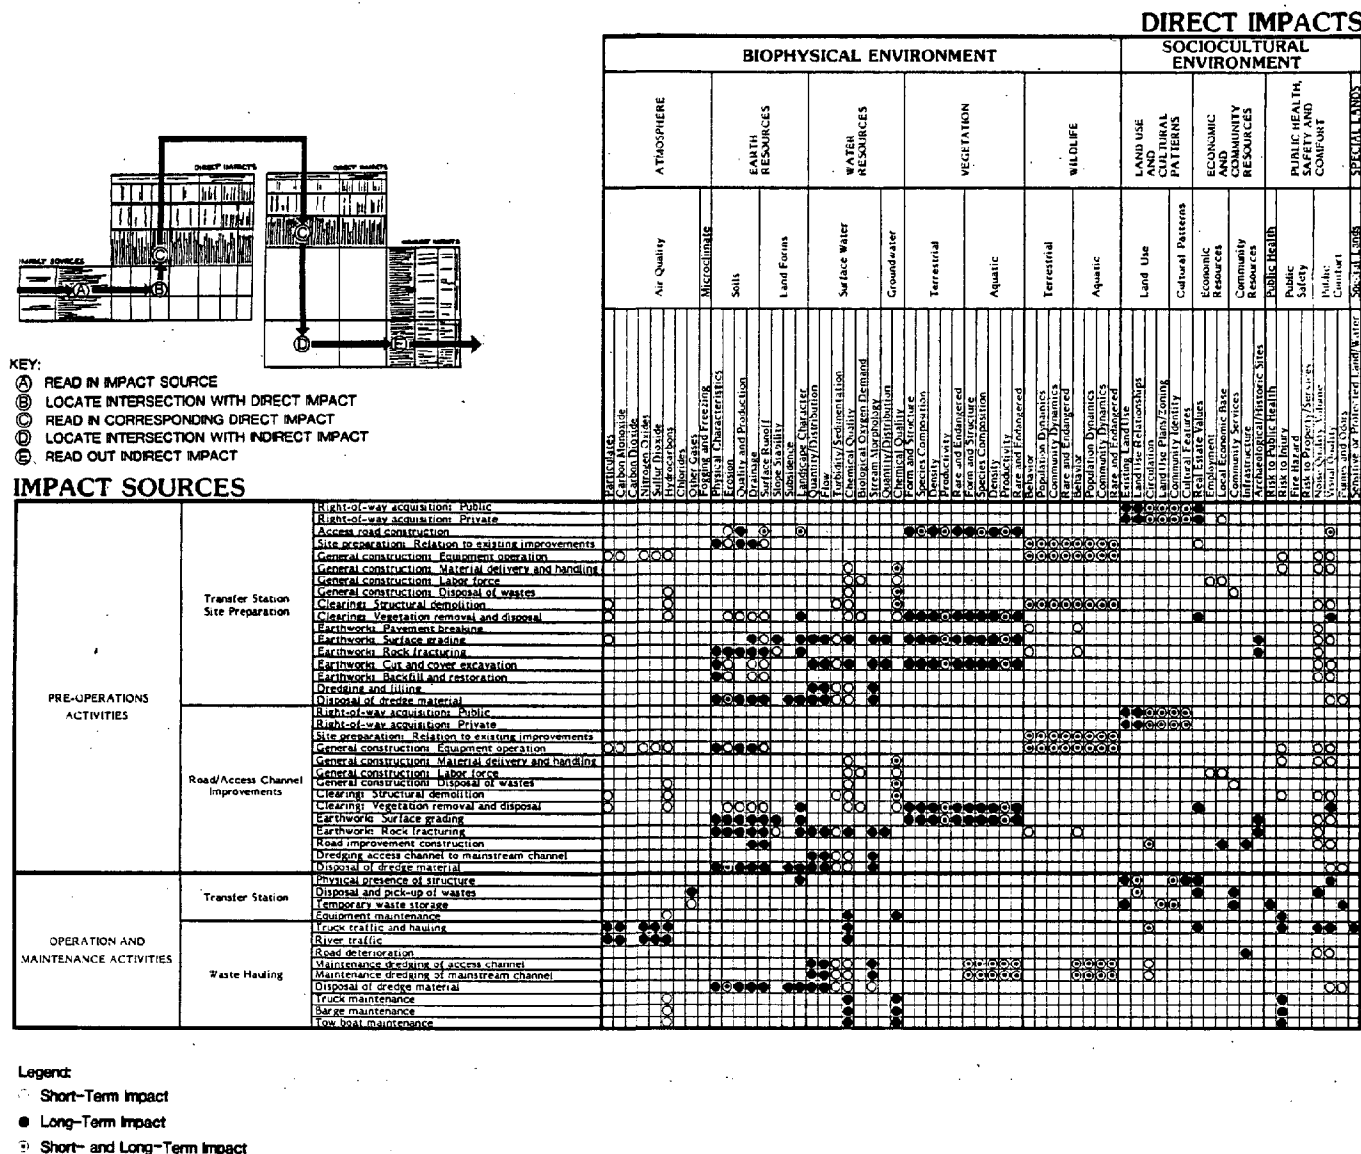 DIRECT IMPACTS
BIOPHYSICAL ENVIRONMENT
SOCIOCULTURAL
ENVIRONMENT
ATMOSPHERE
EARTH
RESOURCES
WATER
RESOURCES
VEGETATION
WILDLIFE
LAND USE
AND
CULTURAL
PATTERNS
ECONOMIC
AND
COMMUNITY
RESOURCES
PUBLIC HEALTH,
SAFETY AND
COMFORT
SPECIAL LANDS
Air Quality
Microclimate
Soils
Land Forms
Surface Water
Groundwater
Terrestrial
Aquatic
Terrestrial
Aquatic
Land Use
Cultural Patterns
Economic
Resources
Community
Resources
Public Health
Public
Safety
Public
Comfort
Special Lands
Particulates
Carbon Monoxide
Carbon Dioxide
Nitrogen Oxides
Sulfur Dioxide
Hydrocarbons
Chlorides
Other Gases
Fogging and Freezing
Physical Characteristics
Erosion
Quality and Production
Drainage
Surface Runoff
Slope Stability
Subsidence
Landscape Character
Quantity/Distribution
Flow
Turbidity/Sedimentation
Chemical Quality
Biological Oxygen Demand
Stream Morphology
Quantity/Distribution
Chemical Quality
Form and Structure
Species Composition
Density
Productivity
Rare and Endangered
Form and Structure
Species Composition
Density
Productivity
Rare and Endangered
Behavior
Population Dynamics
Community Dynamics
Rare and Endangered
Behavior
Population Dynamics
Community Dynamics
Rare and Endangered
Existing Land Use
Land Use Relationships
Circulation
Land Use Plan/Zoning
Community Identity
Cultural Features
Real Estate Values
Employment
Local Economic Base
Community Services
Infrastructure
Archaeological/Historic Sites
Risk to Public Health
Risk to Injury
Fire Hazard
Risk Property/Services
Visual Quality
DIRECT IMPACTS
DIRECT IMPACTS
IMPACT SOURCES
A
B
C
C
D
KEY:
A READ IN IMPACT SOURCE
B LOCATE INTERSECTION WITH DIRECT IMPACT
C READ IN CORRESPONDING DIRECT IMPACT
D LOCATE INTERSECTION WITH INDIRECT IMPACT
E READ OUT INDIRECT IMPACT
IMPACT SOURCES
PRE-OPERATIONS
ACTIVITIES
Transfer Station
Site Preparation
Right-of-way acquisition: Public
Right-of-way acquisition: Private
Access road construction
Site preparation: Relation to existing improvements
General construction: Equipment operation
General construction: Material delivery and handling
General construction: Labor force
General construction: Disposal of wastes
Clearing: Structural demolition
Clearing: Vegetation removal and disposal
Earthwork: Pavement breaking
Earthwork: Surface grading
Earthwork: Rock fracturing
Earthwork: Cut and cover excavation
Earthwork: Backfill and restoration
Dredging and filling
Disposal of dredge material
Road/Access Channel
Improvements
Right-of-way acquisition: Public
Right-of-way acquisition: Private
Site preparation: Relation to existing improvements
General construction: Equipment operation
General construction: Material delivery and handling
General construction: Labor force
General construction: Disposal of wastes
Clearing: Structural demolition
Clearing: Vegetation removal and disposal
Earthwork: Surface grading
Earthwork: Rock fracturing
Road improvement construction
Dredging access channel to mainstream channel
Disposal of dredge material
OPERATION AND
MAINTENANCE ACTIVITIES
Transfer Station
Physical presence of structure
Disposal and pick-up of wastes
Temporary waste storage
Equipment maintenance
Waste Hauling
Truck traffic and hauling
River traffic
Road deterioration
Maintenance dredging of access channel
Maintenance dredging of mainstream channel
Disposal of dredge material
Truck maintenance
Barge maintenance
Tow boat maintenance
Legend:
Short-Term Impact
Long-Term Impact
Short- and Long-Term Impact